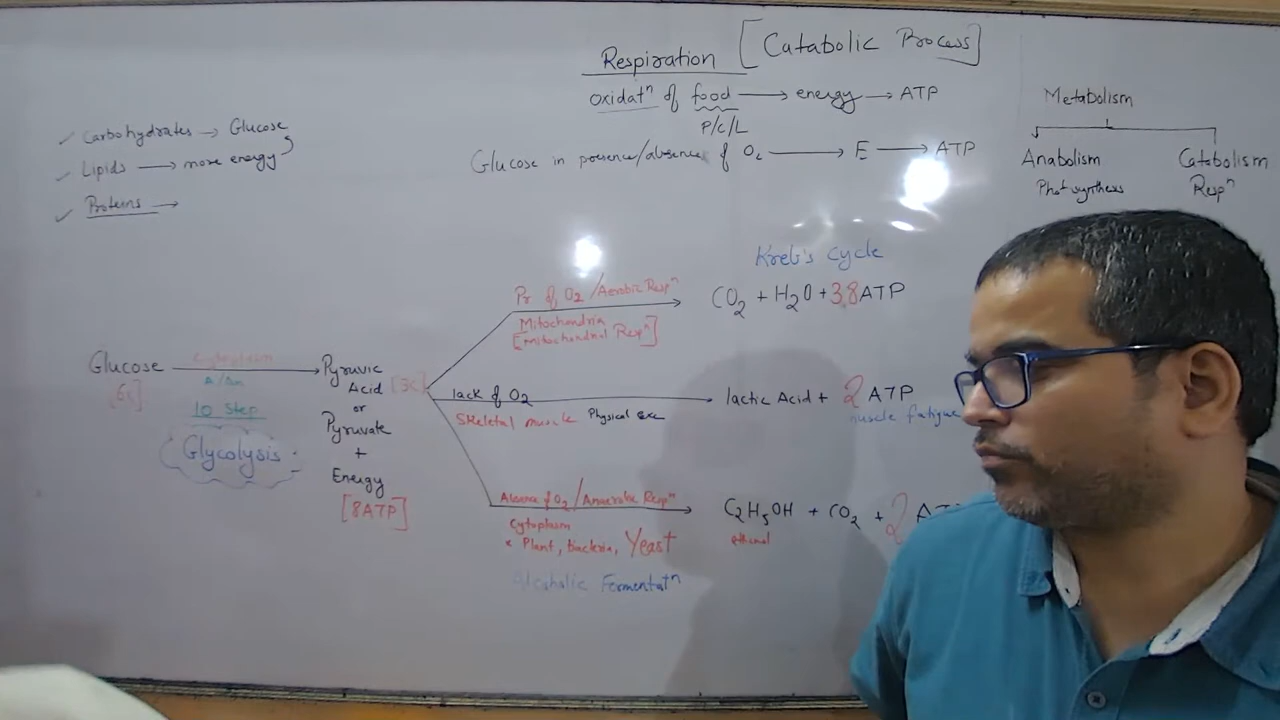 Respiration [Catabolic Process]
oxidatⁿ of food → energy → ATP
P/C/L
Glucose in presence/absence of O₂ → E → ATP
Metabolism
Anabolism
Photosynthesis
Catabolism
Respⁿ
✓ Carbohydrates → Glucose
✓ Lipids → more energy
✓ Proteins →
Kreb's Cycle
Pr of O₂ / Aerobic Respⁿ
CO₂ + H₂O + 38 ATP
Mitochondria
[mitochondrial Respⁿ]
Glucose
[6c]
Cytoplasm
10 Step
Glycolysis
Pyruvic
Acid [3c]
or
Pyruvate
+
Energy
[8ATP]
lack of O₂
lactic Acid + 2 ATP
Skeletal muscle Physical exc
muscle fatigue
Absence of O₂ / Anaerobic Respⁿ
C₂H₅OH + CO₂ + 2 AT
ethanol
Cytoplasm
* Plant, bacteria, Yeast
Alcoholic Fermentatⁿ